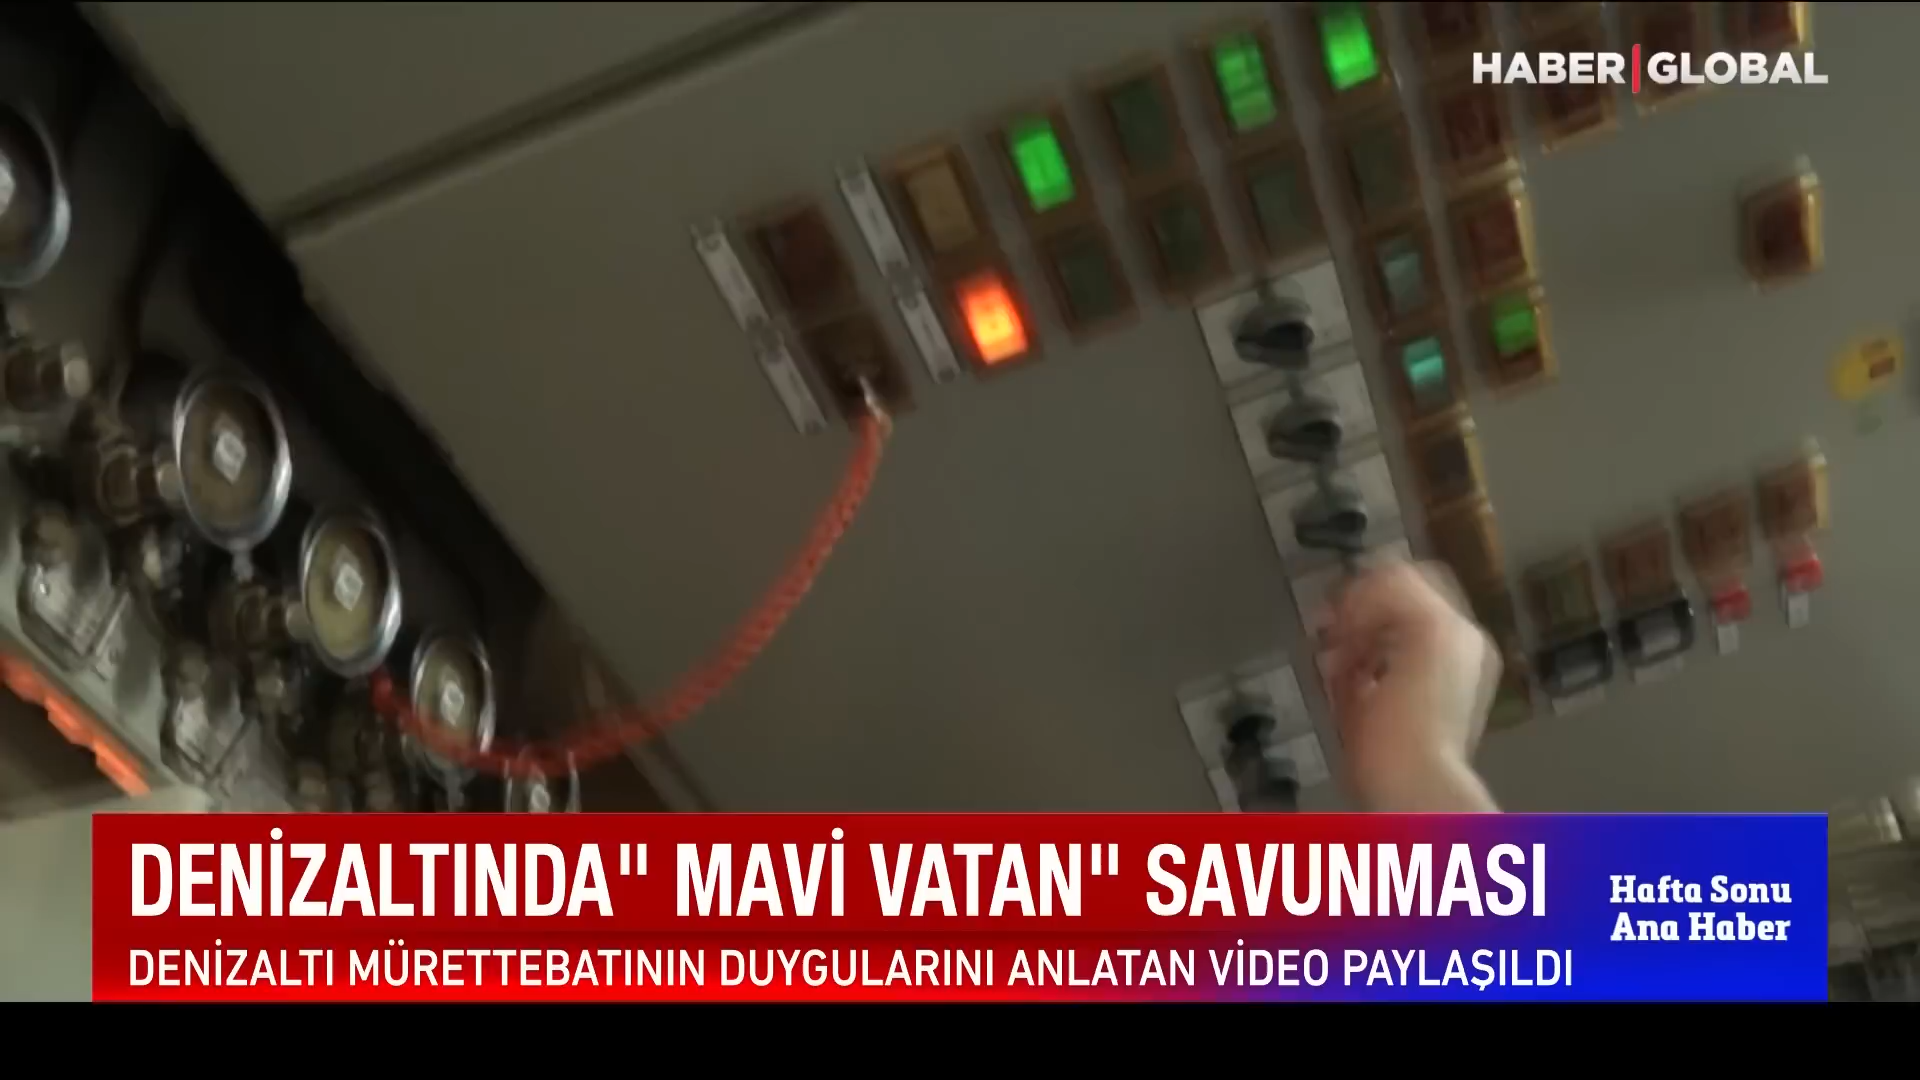 HABER GLOBAL
DENİZALTINDA" MAVİ VATAN" SAVUNMASI
Hafta Sonu
Ana Haber
DENİZALTI MÜRETTEBATININ DUYGULARINI ANLATAN VİDEO PAYLAŞILDI